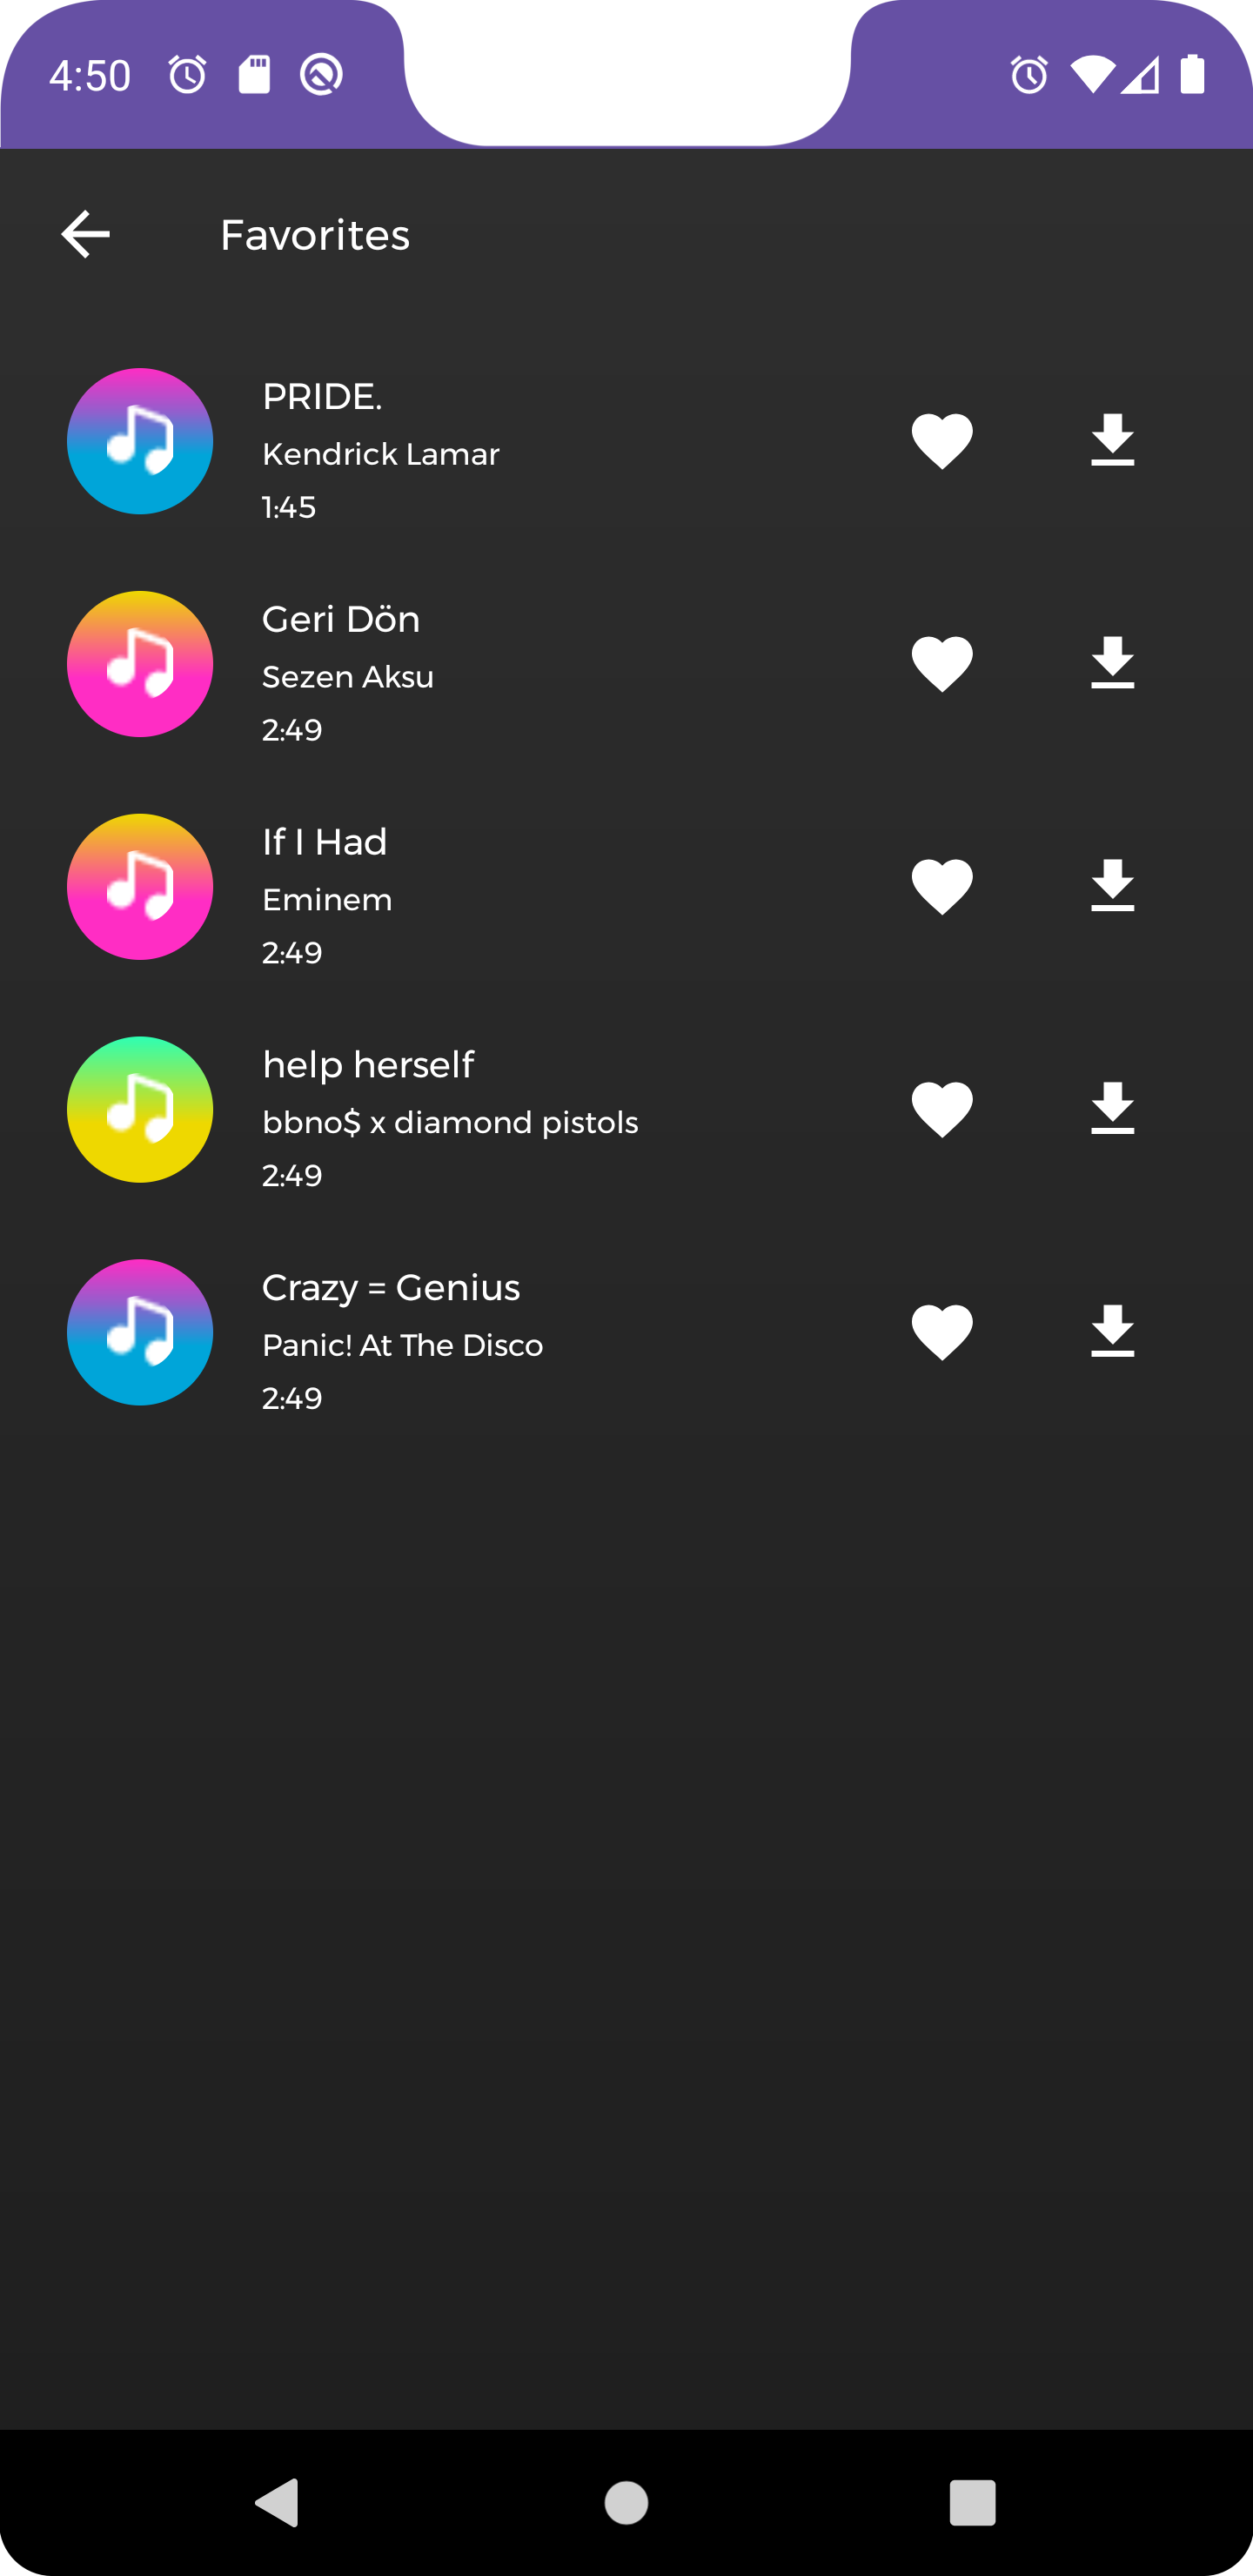 4:50
Favorites
PRIDE.
Kendrick Lamar
1:45
Geri Dön
Sezen Aksu
2:49
If I Had
Eminem
2:49
help herself
bbno$ x diamond pistols
2:49
Crazy = Genius
Panic! At The Disco
2:49